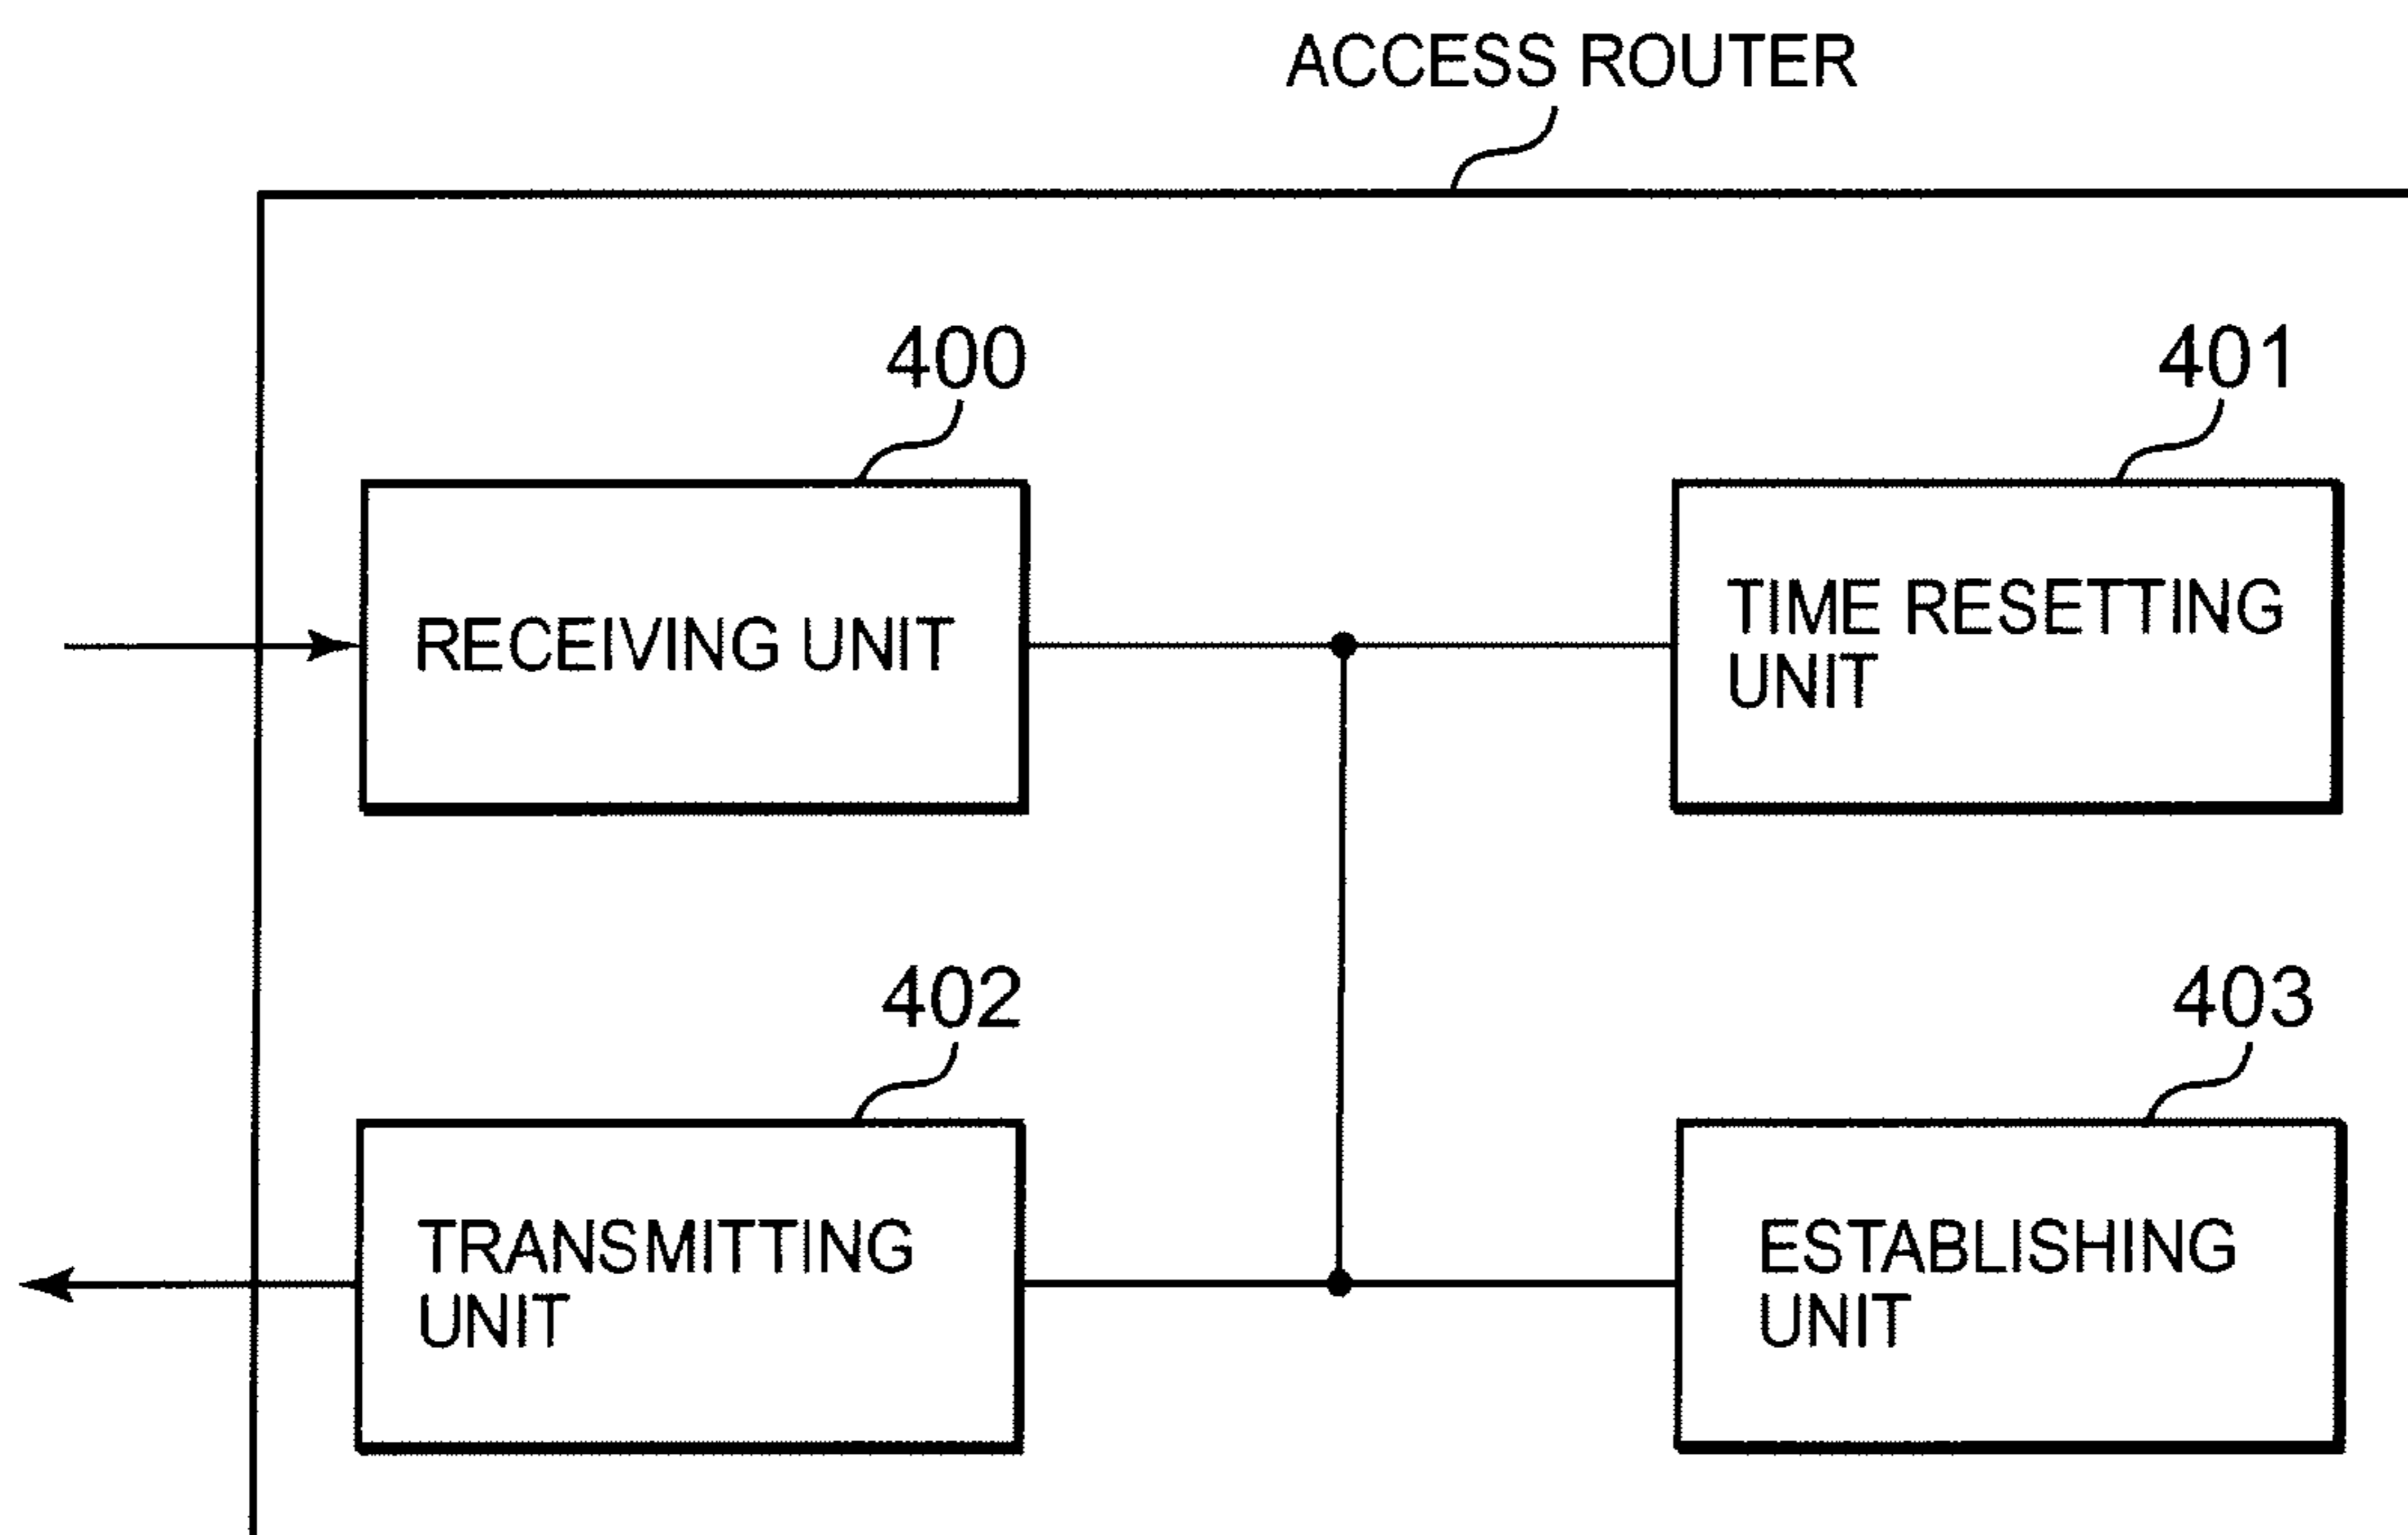 ACCESS ROUTER
400
401
RECEIVING UNIT
TIME RESETTING
UNIT
402
403
TRANSMITTING
UNIT
ESTABLISHING
UNIT